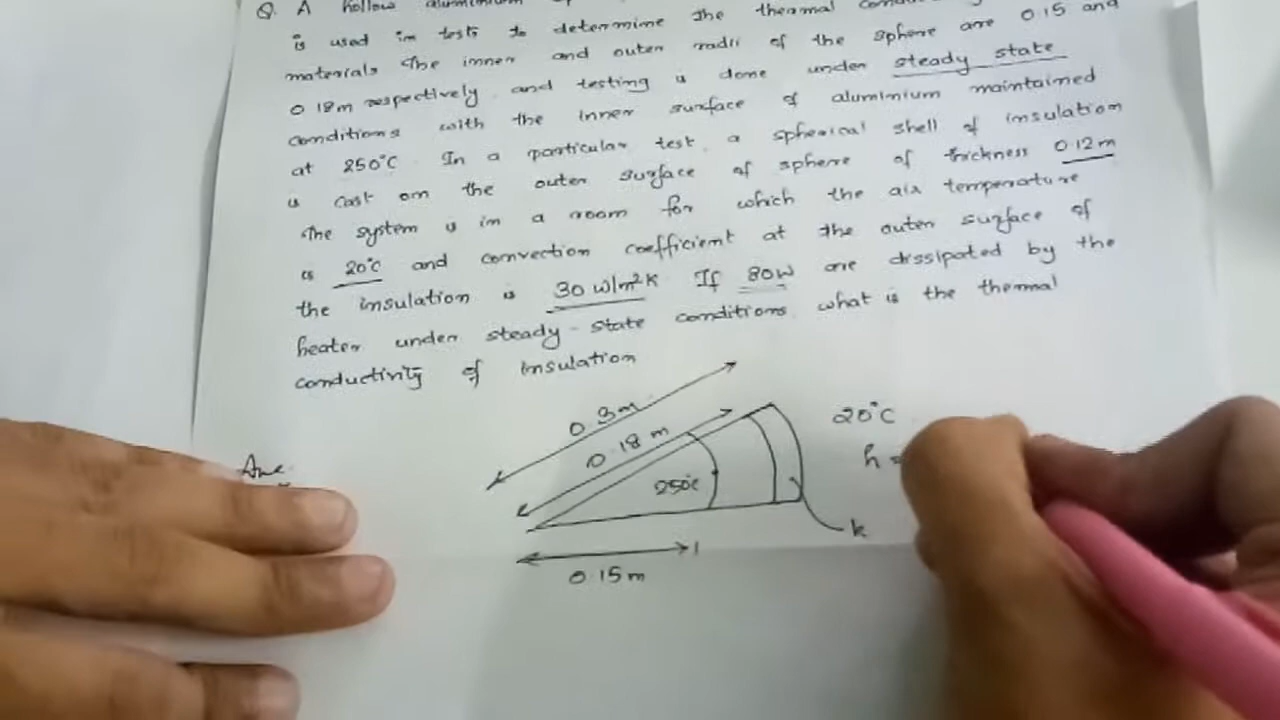 Q. A hollow aluminium
is used in tests to determine the thermal
materials The inner and outer radii of the sphere are 0.15 and
0.18m respectively. and testing is done under steady state
conditions with the inner surface of aluminium maintained
at 250°C In a particular test, a spherical shell of insulation
is cast on the outer surface of sphere of thickness 0.12m
The system is in a room for which the air temperature
is 20°C and convection coefficient at the outer surface of
the insulation is 30 W/m²K If 80W are dissipated by the
heater under steady-state conditions, what is the thermal
conductivity of insulation
0.3m
0.18 m
20°C
h =
Ans
250°C
k
0.15m